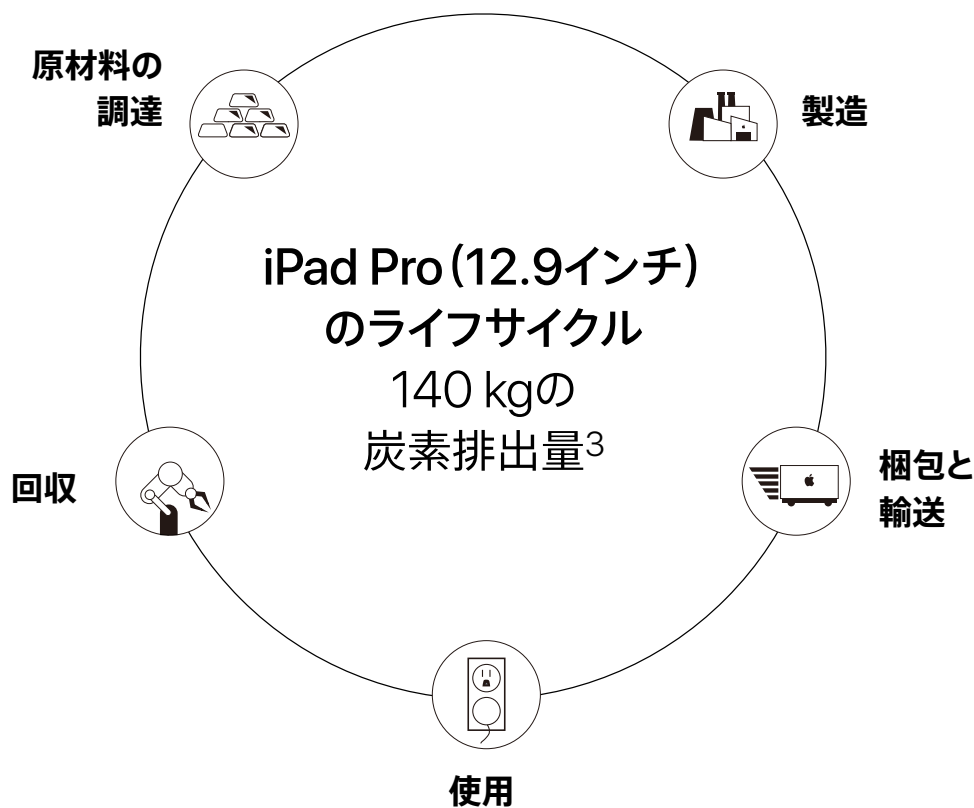 原材料の
調達
製造
iPad Pro（12.9インチ）
のライフサイクル
140 kgの
炭素排出量3
回収
梱包と
輸送
使用